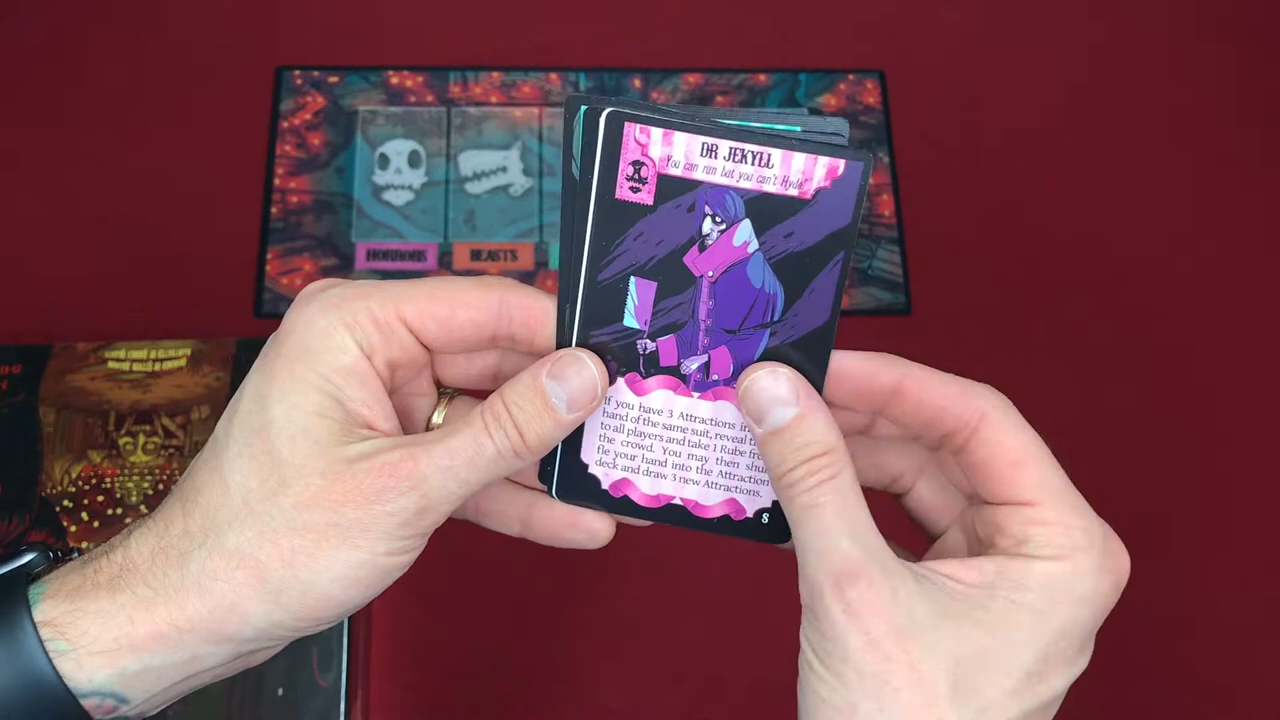 DR JEKYLL
"You can run but you can't Hyde!"
HORRORS
BEASTS
If you have 3 Attractions in
hand of the same suit, reveal
to all players and take 1 Rube
the crowd. You may then shuf
fle your hand into the Attraction
deck and draw 3 new Attractions.
8